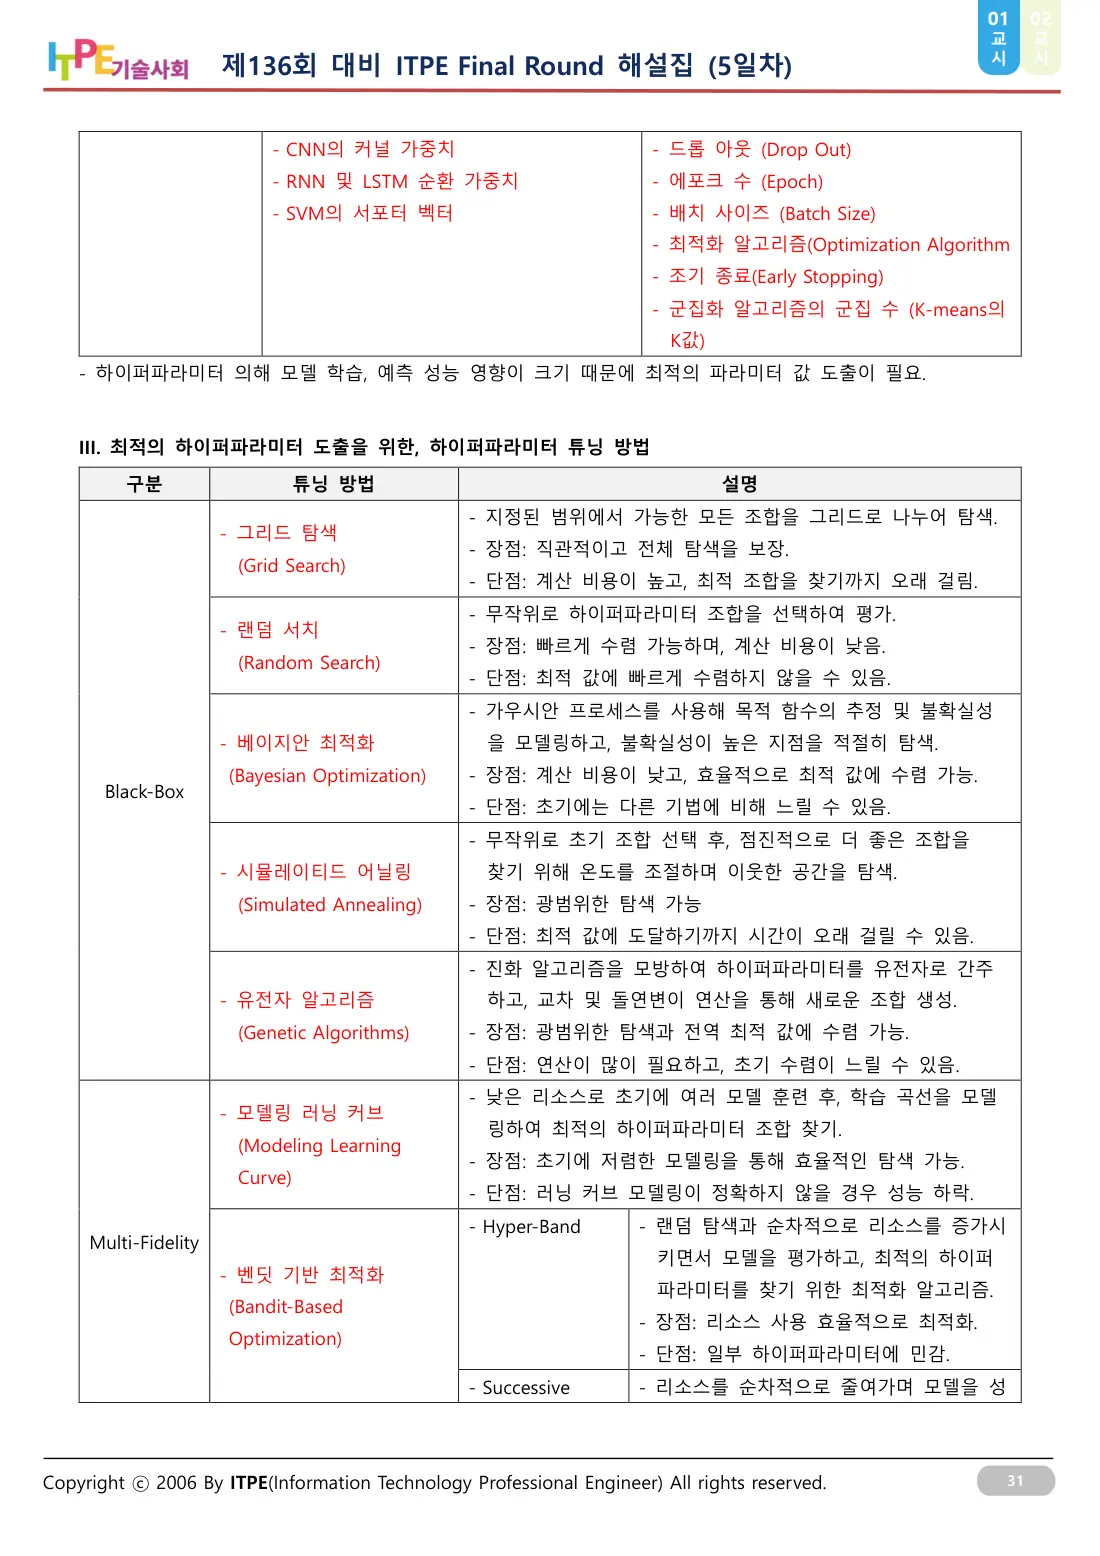 ITPE기술사회 제136회 대비 ITPE Final Round 해설집 (5일차)
01 교 시
02 교 시
- CNN의 커널 가중치
- RNN 및 LSTM 순환 가중치
- SVM의 서포터 벡터
- 드롭 아웃 (Drop Out)
- 에포크 수 (Epoch)
- 배치 사이즈 (Batch Size)
- 최적화 알고리즘(Optimization Algorithm
- 조기 종료(Early Stopping)
- 군집화 알고리즘의 군집 수 (K-means의
K값)
- 하이퍼파라미터 의해 모델 학습, 예측 성능 영향이 크기 때문에 최적의 파라미터 값 도출이 필요.
III. 최적의 하이퍼파라미터 도출을 위한, 하이퍼파라미터 튜닝 방법
구분 튜닝 방법 설명
Black-Box
- 그리드 탐색
(Grid Search)
- 지정된 범위에서 가능한 모든 조합을 그리드로 나누어 탐색.
- 장점: 직관적이고 전체 탐색을 보장.
- 단점: 계산 비용이 높고, 최적 조합을 찾기까지 오래 걸림.
- 랜덤 서치
(Random Search)
- 무작위로 하이퍼파라미터 조합을 선택하여 평가.
- 장점: 빠르게 수렴 가능하며, 계산 비용이 낮음.
- 단점: 최적 값에 빠르게 수렴하지 않을 수 있음.
- 베이지안 최적화
(Bayesian Optimization)
- 가우시안 프로세스를 사용해 목적 함수의 추정 및 불확실성
을 모델링하고, 불확실성이 높은 지점을 적절히 탐색.
- 장점: 계산 비용이 낮고, 효율적으로 최적 값에 수렴 가능.
- 단점: 초기에는 다른 기법에 비해 느릴 수 있음.
- 시뮬레이티드 어닐링
(Simulated Annealing)
- 무작위로 초기 조합 선택 후, 점진적으로 더 좋은 조합을
찾기 위해 온도를 조절하며 이웃한 공간을 탐색.
- 장점: 광범위한 탐색 가능
- 단점: 최적 값에 도달하기까지 시간이 오래 걸릴 수 있음.
- 유전자 알고리즘
(Genetic Algorithms)
- 진화 알고리즘을 모방하여 하이퍼파라미터를 유전자로 간주
하고, 교차 및 돌연변이 연산을 통해 새로운 조합 생성.
- 장점: 광범위한 탐색과 전역 최적 값에 수렴 가능.
- 단점: 연산이 많이 필요하고, 초기 수렴이 느릴 수 있음.
Multi-Fidelity
- 모델링 러닝 커브
(Modeling Learning
Curve)
- 낮은 리소스로 초기에 여러 모델 훈련 후, 학습 곡선을 모델
링하여 최적의 하이퍼파라미터 조합 찾기.
- 장점: 초기에 저렴한 모델링을 통해 효율적인 탐색 가능.
- 단점: 러닝 커브 모델링이 정확하지 않을 경우 성능 하락.
- 벤딧 기반 최적화
(Bandit-Based
Optimization)
- Hyper-Band
- 랜덤 탐색과 순차적으로 리소스를 증가시
키면서 모델을 평가하고, 최적의 하이퍼
파라미터를 찾기 위한 최적화 알고리즘.
- 장점: 리소스 사용 효율적으로 최적화.
- 단점: 일부 하이퍼파라미터에 민감.
- Successive
- 리소스를 순차적으로 줄여가며 모델을 성
Copyright ⓒ 2006 By ITPE(Information Technology Professional Engineer) All rights reserved.
31